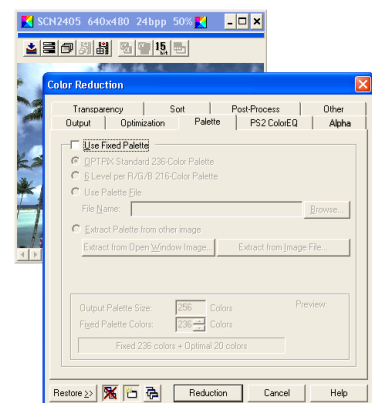 SCN2405 640x480 24bpp 50%
Color Reduction
Transparency Sort Post-Process Other
Output Optimization Palette PS2 ColorEQ Alpha
Use Fixed Palette
OPTPiX Standard 236-Color Palette
6 Level per R/G/B 216-Color Palette
Use Palette File
File Name: Browse...
Extract Palette from other image
Extract from Open Window Image... Extract from Image File...
Output Palette Size: 256 Colors Preview:
Fixed Palette Colors: 236 Colors
Fixed 236 colors + Optimal 20 colors
Restore >> Reduction Cancel Help